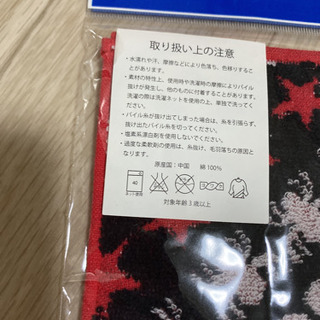 取り扱い上の注意
・水濡れや汗、摩擦などにより色落ち、色移りするこ
とがあります。
・素材の特性上、使用時や洗濯時の摩擦によりパイル
抜けが発生し、他のものに付着することがあります。
洗濯の際は洗濯ネットを使用の上、単独で洗ってく
ださい。
・パイル糸が抜け出てしまった場合は、糸を引っ張らず、
抜け出たパイル糸を切ってください。
・塩素系漂白剤を使用しないでください。
・過度な柔軟剤の使用は、糸抜け、毛羽落ちの原因と
なります。
原産国：中国 綿 100％
40
対象年齢 3 歳以上